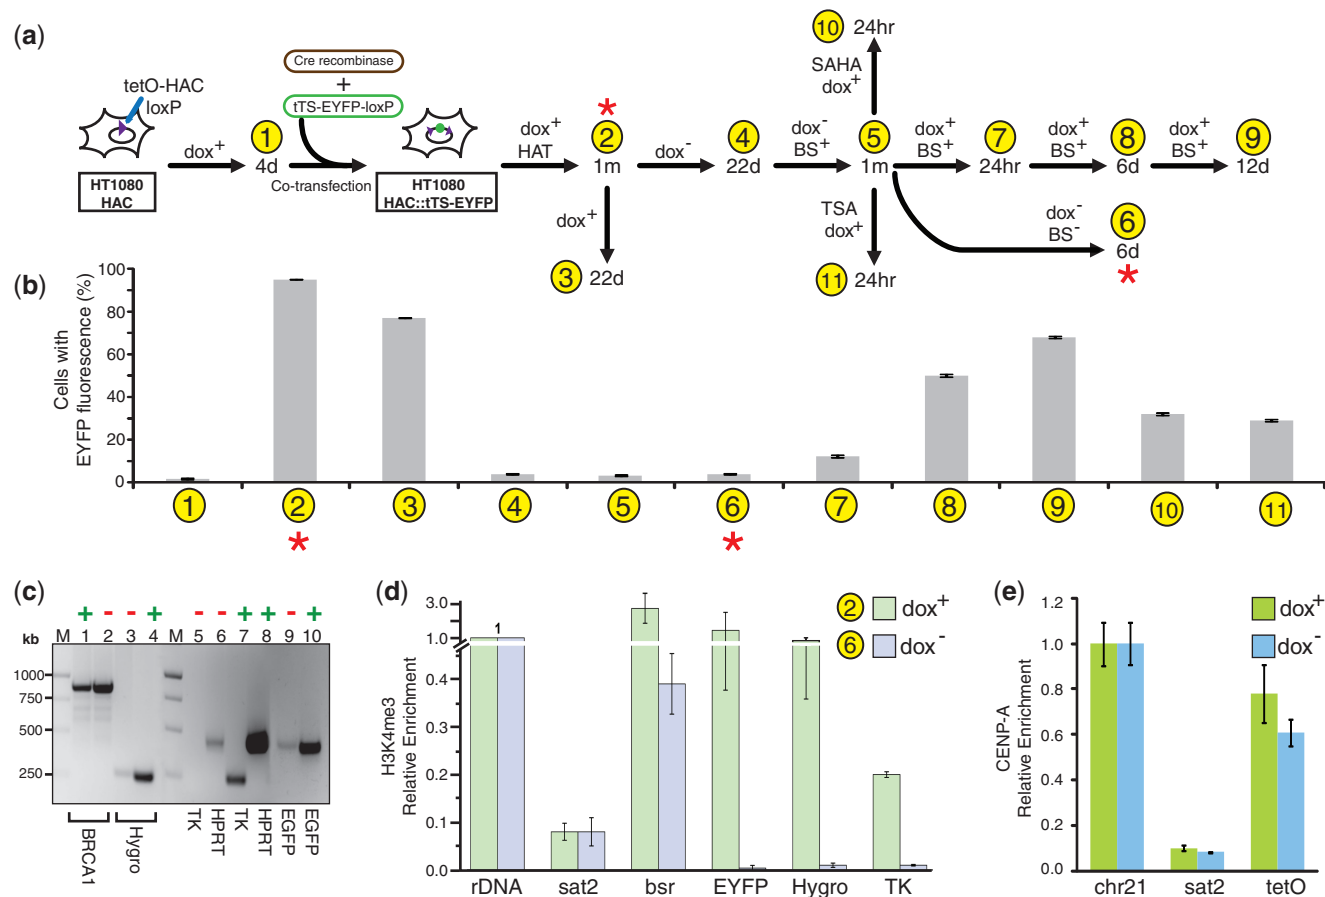 (a)
tetO-HAC
loxP
HT1080
HAC
dox+
1
4d
Cre recombinase
+
tTS-EYFP-loxP
Co-transfection
HT1080
HAC::tTS-EYFP
dox+
HAT
*
2
1m
dox+
3
22d
dox-
4
22d
dox-
BS+
10
24hr
SAHA
dox+
5
1m
TSA
dox+
11
24hr
dox+
BS+
7
24hr
dox+
BS+
8
6d
dox+
BS+
9
12d
dox-
BS-
6
6d
*
(b)
Cells with
EYFP fluorescence (%)
100
80
60
40
20
0
1 2 3 4 5 6 7 8 9 10 11
* *
(c)
+ - - + - - + + - +
kb M 1 2 3 4 M 5 6 7 8 9 10
1000
750
500
250
BRCA1
Hygro
TK
HPRT
TK
HPRT
EGFP
EGFP
(d)
H3K4me3
Relative Enrichment
3.0
1.0
0.4
0.3
0.2
0.1
0.0
1
2 dox+
6 dox-
rDNA sat2 bsr EYFP Hygro TK
(e)
CENP-A
Relative Enrichment
1.2
1.0
0.8
0.6
0.4
0.2
0.0
dox+
dox-
chr21 sat2 tetO